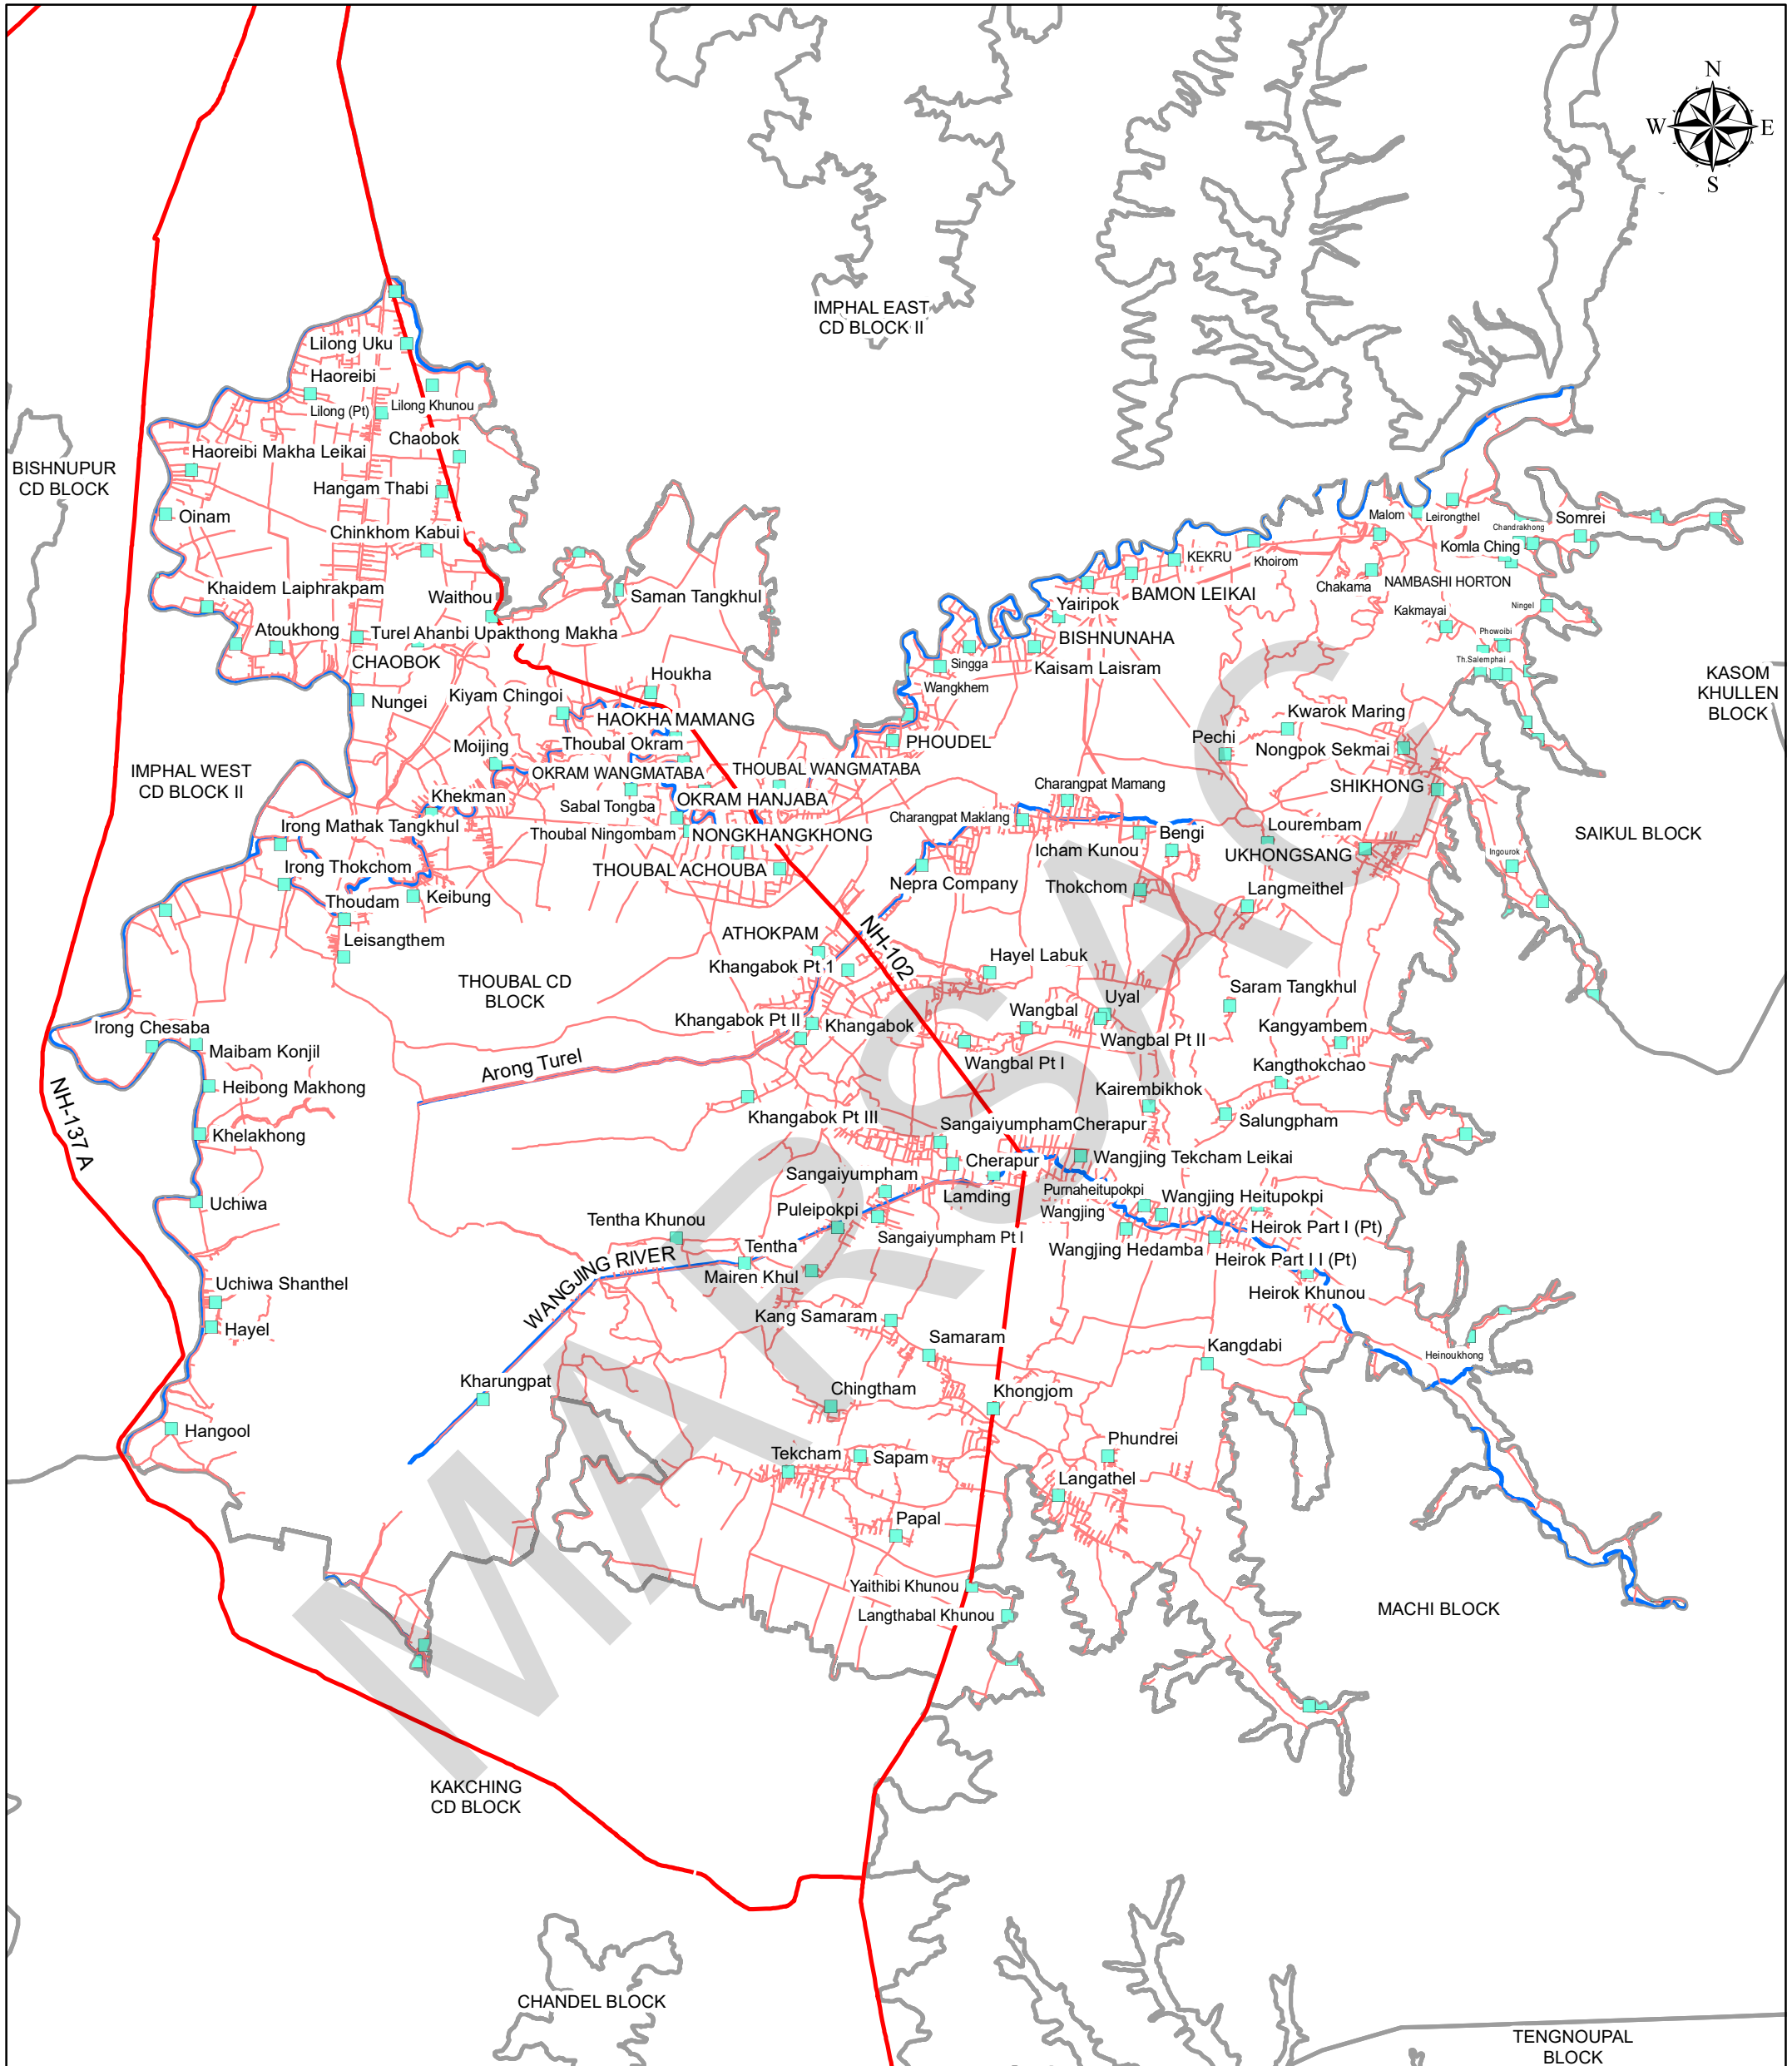 N
W
E
S
IMPHAL EAST
CD BLOCK II
Lilong Uku
Haoreibi
Lilong (Pt)
Lilong Khunou
Chaobok
Haoreibi Makha Leikai
BISHNUPUR
CD BLOCK
Hangam Thabi
Oinam
Chinkhom Kabui
Malom
Leirongthel
Chandrakhong
Somrei
Komla Ching
KEKRU
Khoirom
Khaidem Laiphrakpam
Waithou
Saman Tangkhul
Yairipok
BAMON LEIKAI
Chakama
NAMBASHI HORTON
Kakmayai
Ningel
Atoukhong
Turel Ahanbi Upakthong Makha
CHAOBOK
BISHNUNAHA
Phowoibi
Singga
Kaisam Laisram
Th.Salemphai
Houkha
Wangkhem
KASOM
KHULLEN
BLOCK
Nungei
Kiyam Chingoi
HAOKHA MAMANG
Kwarok Maring
Moijing
Thoubal Okram
PHOUDEL
Pechi
Nongpok Sekmai
IMPHAL WEST
CD BLOCK II
OKRAM WANGMATABA
THOUBAL WANGMATABA
Charangpat Mamang
SHIKHONG
Khekman
Sabal Tongba
OKRAM HANJABA
Charangpat Maklang
Irong Mathak Tangkhul
Thoubal Ningombam
NONGKHANGKHONG
Bengi
Lourembam
SAIKUL BLOCK
Icham Kunou
UKHONGSANG
Ingourok
Irong Thokchom
THOUBAL ACHOUBA
Nepra Company
Thokchom
Langmeithel
Thoudam
Keibung
Leisangthem
ATHOKPAM
NH-102
Khangabok Pt 1
Hayel Labuk
THOUBAL CD
BLOCK
Saram Tangkhul
Uyal
Wangbal
Irong Chesaba
Khangabok Pt II
Khangabok
Kangyambem
Wangbal Pt II
Maibam Konjil
Arong Turel
Wangbal Pt I
Kangthokchao
Heibong Makhong
Kairembikhok
NH-137 A
Khangabok Pt III
Salungpham
SangaiyumphamCherapur
Khelakhong
Cherapur
Wangjing Tekcham Leikai
Sangaiyumpham
Lamding
Purnaheitupokpi
Wangjing Heitupokpi
Uchiwa
Puleipokpi
Wangjing
Tentha Khunou
Sangaiyumpham Pt I
Heirok Part I (Pt)
Tentha
Wangjing Hedamba
Heirok Part I I (Pt)
WANGJING RIVER
Mairen Khul
Uchiwa Shanthel
Heirok Khunou
Hayel
Kang Samaram
Samaram
Kangdabi
Heinoukhong
Kharungpat
Chingtham
Khongjom
Hangool
Phundrei
Tekcham
Sapam
Langathel
Papal
Yaithibi Khunou
Langthabal Khunou
MACHI BLOCK
KAKCHING
CD BLOCK
CHANDEL BLOCK
TENGNOUPAL
BLOCK
MARSAC